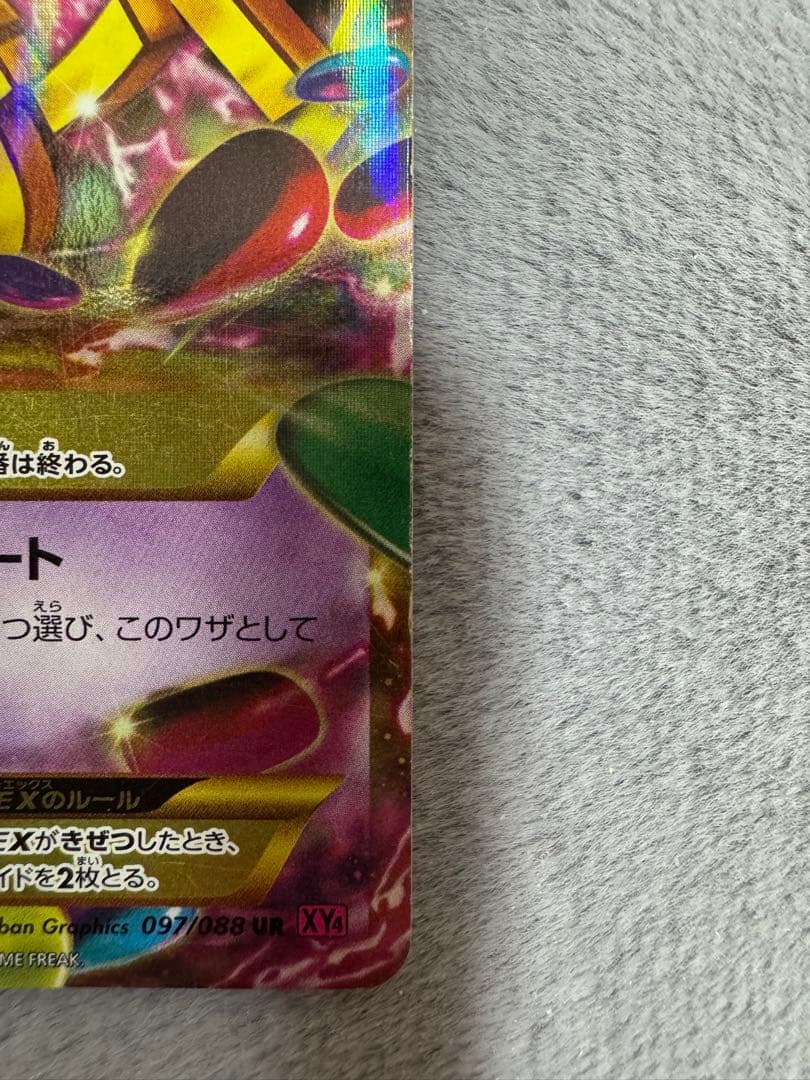 番は終わる。
ート
つ選び、このワザとして
EXのルール
EXがきぜつしたとき、
イドを2枚とる。
ban Graphics 097/088 UR XY4
ME FREAK.